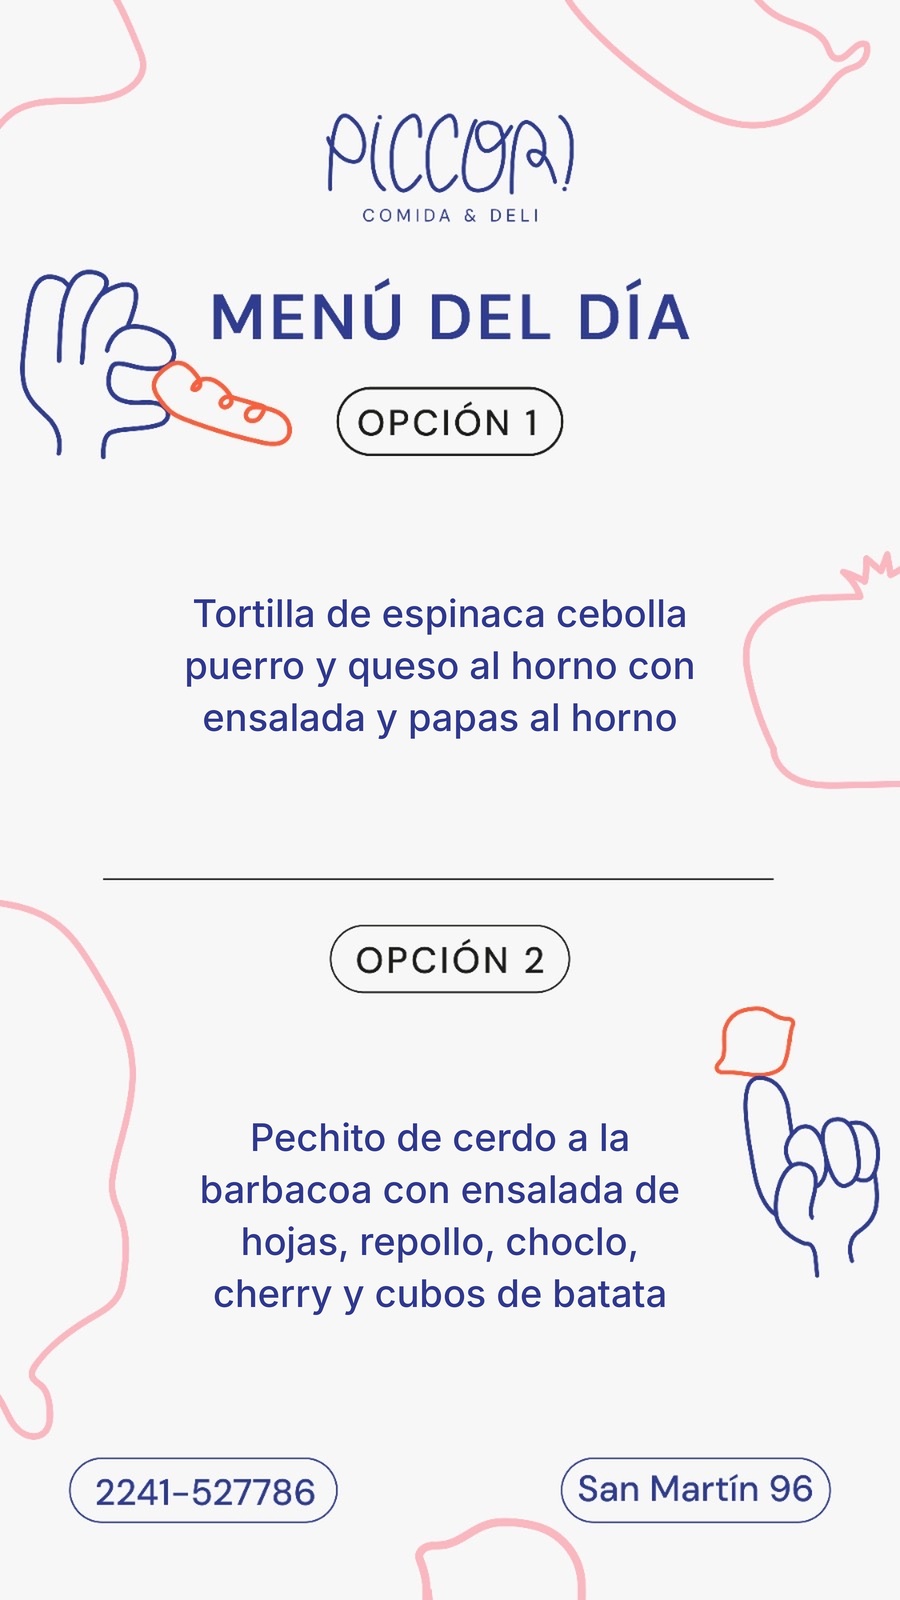 PICCOR!
COMIDA & DELI
MENÚ DEL DÍA
OPCIÓN 1
Tortilla de espinaca cebolla
puerro y queso al horno con
ensalada y papas al horno
OPCIÓN 2
Pechito de cerdo a la
barbacoa con ensalada de
hojas, repollo, choclo,
cherry y cubos de batata
2241-527786
San Martín 96